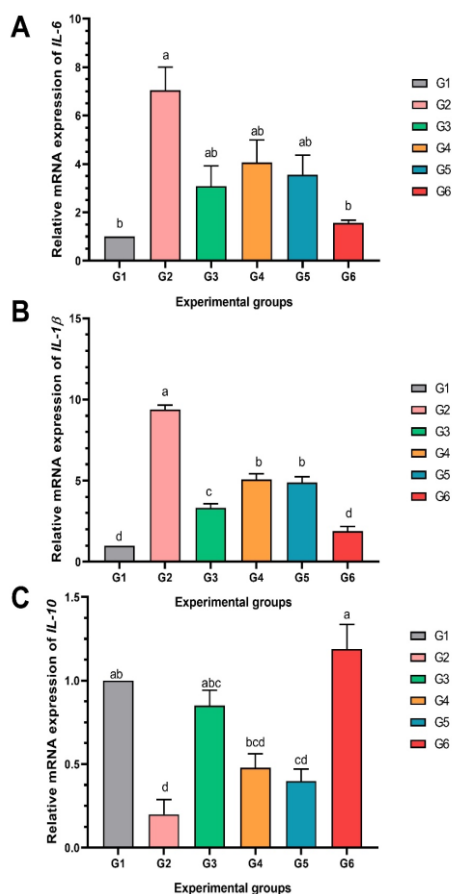 A
Relative mRNA expression of IL-6
10
8
6
4
2
0
b
a
ab
ab
ab
b
G1 G2 G3 G4 G5 G6
Experimental groups
G1
G2
G3
G4
G5
G6
B
Relative mRNA expression of IL-1β
15
10
5
0
d
a
c
b
b
d
G1 G2 G3 G4 G5 G6
Experimental groups
G1
G2
G3
G4
G5
G6
C
Relative mRNA expression of IL-10
1.5
1.0
0.5
0.0
ab
d
abc
bcd
cd
a
G1 G2 G3 G4 G5 G6
Experimental groups
G1
G2
G3
G4
G5
G6